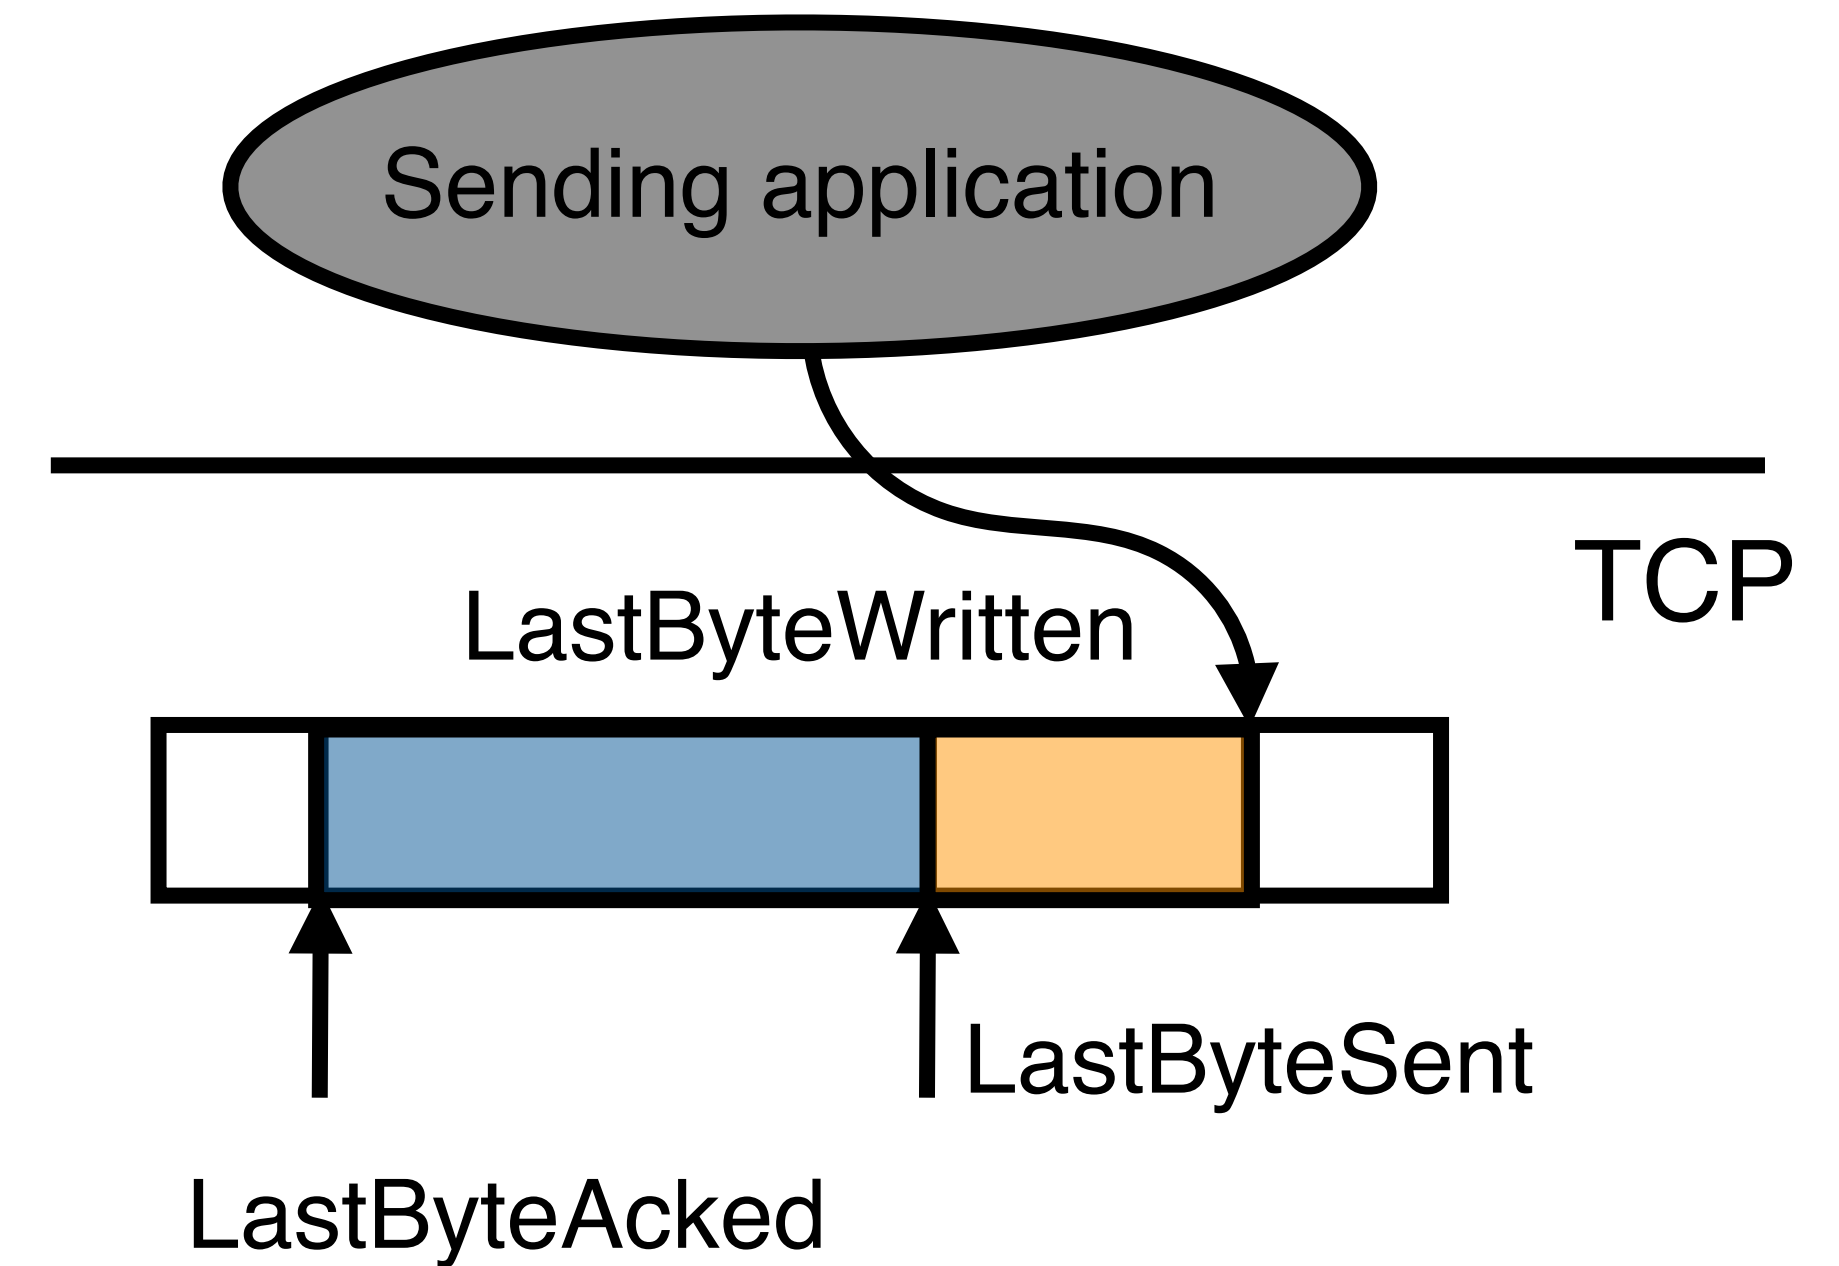 Sending application
TCP
LastByteWritten
LastByteSent
LastByteAcked